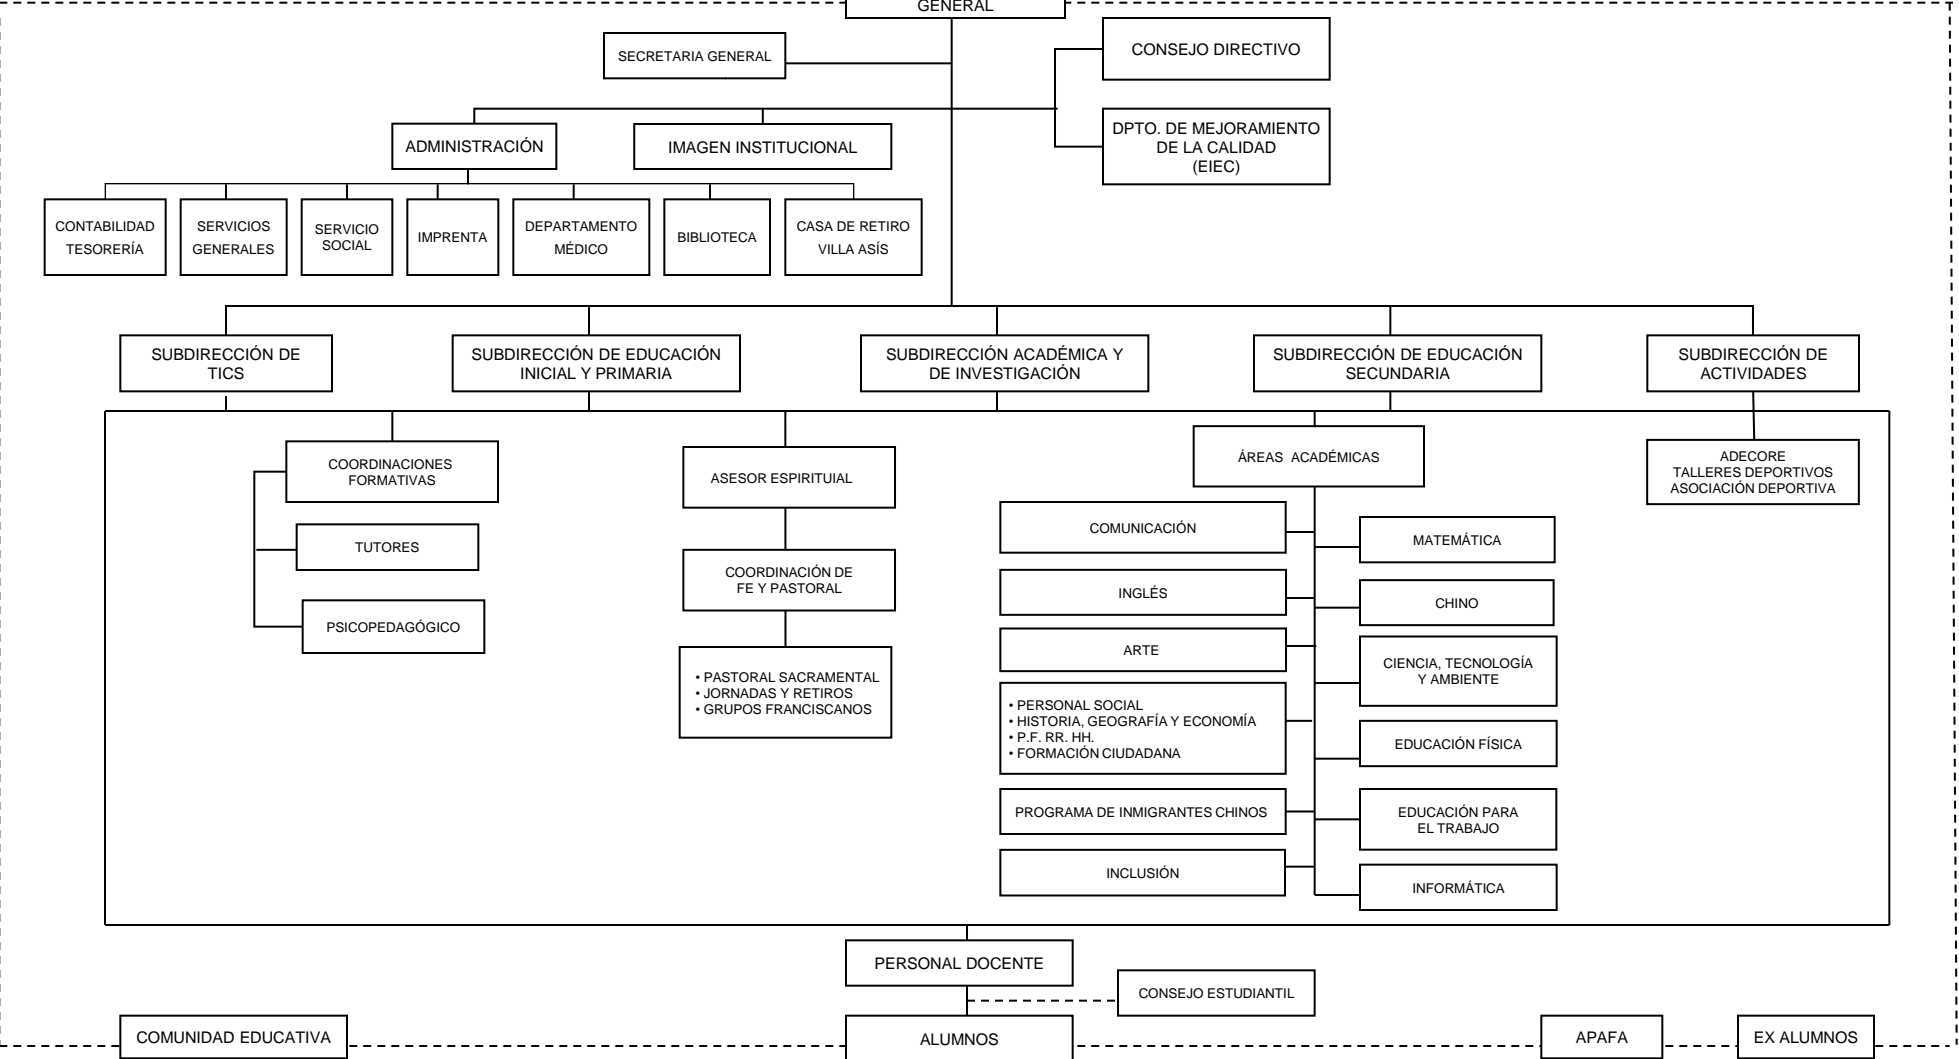 GENERAL
SECRETARIA GENERAL
CONSEJO DIRECTIVO
DPTO. DE MEJORAMIENTO
DE LA CALIDAD
(EIEC)
ADMINISTRACIÓN
IMAGEN INSTITUCIONAL
CONTABILIDAD
TESORERÍA
SERVICIOS
GENERALES
SERVICIO
SOCIAL
IMPRENTA
DEPARTAMENTO
MÉDICO
BIBLIOTECA
CASA DE RETIRO
VILLA ASÍS
SUBDIRECCIÓN DE
TICS
SUBDIRECCIÓN DE EDUCACIÓN
INICIAL Y PRIMARIA
SUBDIRECCIÓN ACADÉMICA Y
DE INVESTIGACIÓN
SUBDIRECCIÓN DE EDUCACIÓN
SECUNDARIA
SUBDIRECCIÓN DE
ACTIVIDADES
COORDINACIONES
FORMATIVAS
TUTORES
PSICOPEDAGÓGICO
ASESOR ESPIRITUIAL
COORDINACIÓN DE
FE Y PASTORAL
• PASTORAL SACRAMENTAL
• JORNADAS Y RETIROS
• GRUPOS FRANCISCANOS
ÁREAS ACADÉMICAS
COMUNICACIÓN
INGLÉS
ARTE
• PERSONAL SOCIAL
• HISTORIA, GEOGRAFÍA Y ECONOMÍA
• P.F. RR. HH.
• FORMACIÓN CIUDADANA
PROGRAMA DE INMIGRANTES CHINOS
INCLUSIÓN
MATEMÁTICA
CHINO
CIENCIA, TECNOLOGÍA
Y AMBIENTE
EDUCACIÓN FÍSICA
EDUCACIÓN PARA
EL TRABAJO
INFORMÁTICA
ADECORE
TALLERES DEPORTIVOS
ASOCIACIÓN DEPORTIVA
PERSONAL DOCENTE
CONSEJO ESTUDIANTIL
COMUNIDAD EDUCATIVA
ALUMNOS
APAFA
EX ALUMNOS